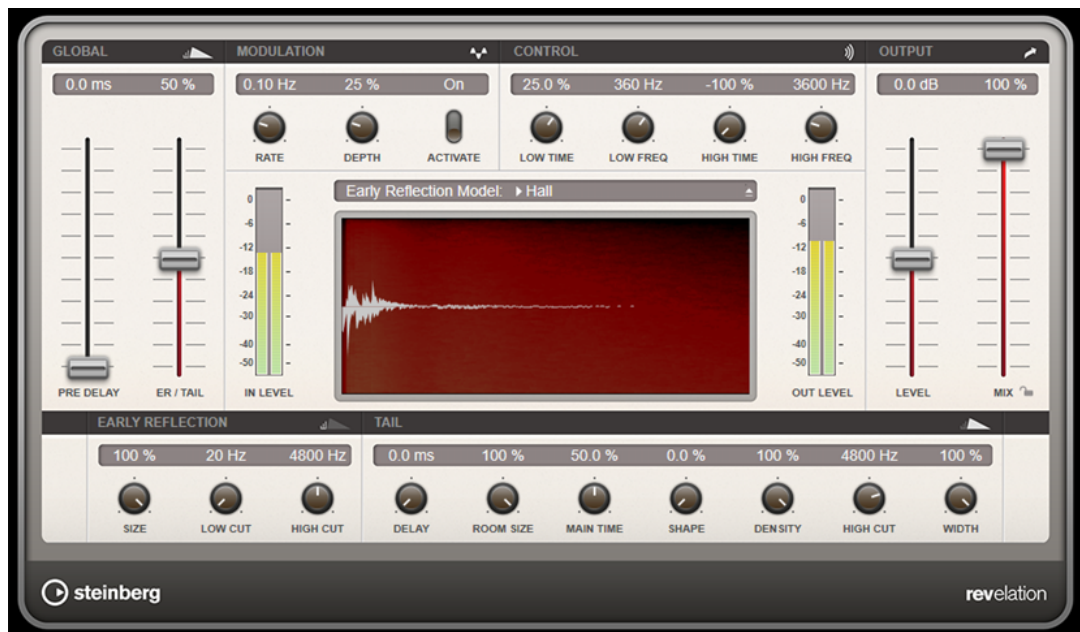 GLOBAL MODULATION CONTROL OUTPUT
0.0 ms 50 % 0.10 Hz 25 % On 25.0 % 360 Hz -100 % 3600 Hz 0.0 dB 100 %
RATE DEPTH ACTIVATE LOW TIME LOW FREQ HIGH TIME HIGH FREQ
Early Reflection Model: Hall
0 0
-6 -6
-12 -12
-18 -18
-24 -24
-30 -30
-40 -40
-50 -50
PRE DELAY ER / TAIL IN LEVEL OUT LEVEL LEVEL MIX
EARLY REFLECTION TAIL
100 % 20 Hz 4800 Hz 0.0 ms 100 % 50.0 % 0.0 % 100 % 4800 Hz 100 %
SIZE LOW CUT HIGH CUT DELAY ROOM SIZE MAIN TIME SHAPE DENSITY HIGH CUT WIDTH
steinberg revelation